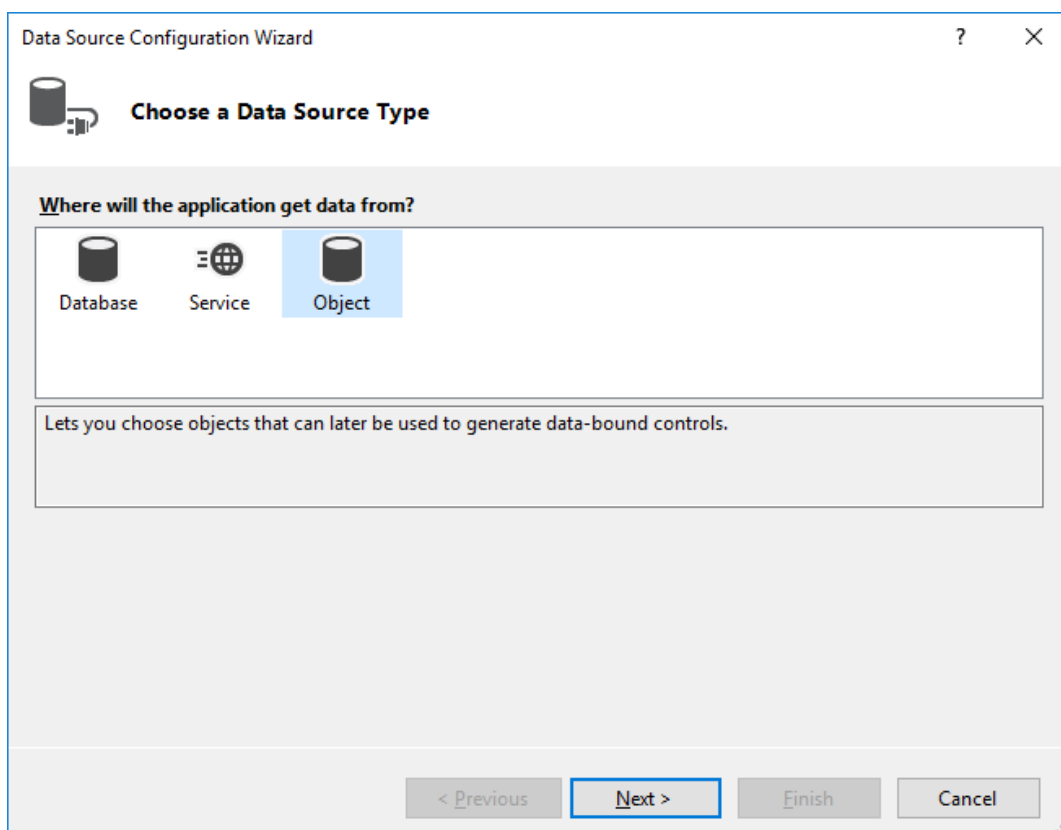 Data Source Configuration Wizard
?
Choose a Data Source Type
Where will the application get data from?
Database Service Object
Lets you choose objects that can later be used to generate data-bound controls.
< Previous Next > Finish Cancel